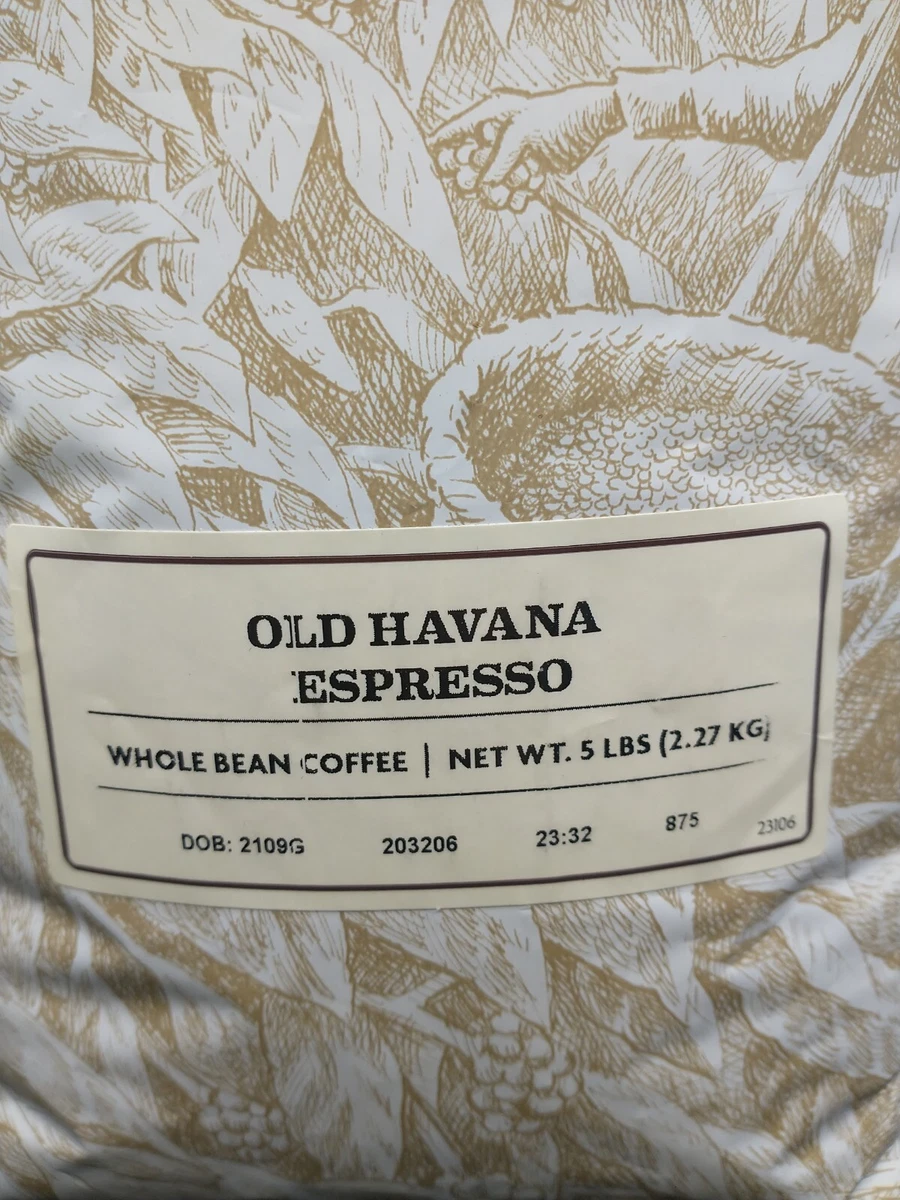 OLD HAVANA
ESPRESSO
WHOLE BEAN COFFEE | NET WT. 5 LBS (2.27 KG)
DOB: 2109G 203206 23:32 875 23106